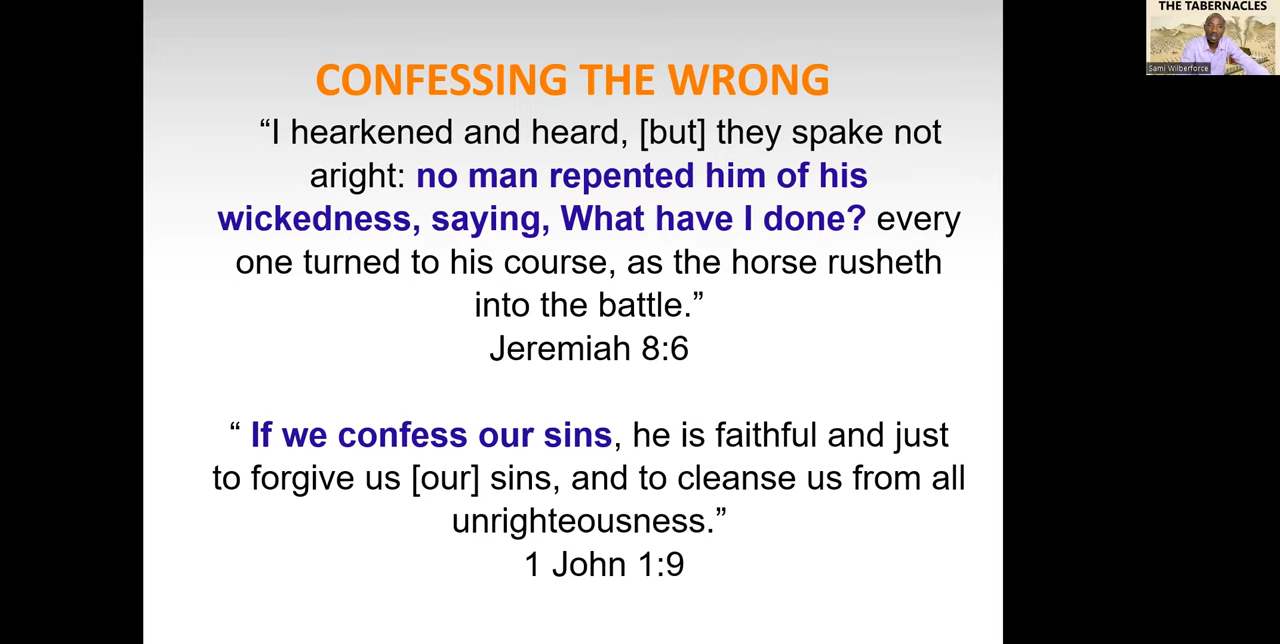 THE TABERNACLES
Sami Wilberforce
CONFESSING THE WRONG
“I hearkened and heard, [but] they spake not
aright: no man repented him of his
wickedness, saying, What have I done? every
one turned to his course, as the horse rusheth
into the battle.”
Jeremiah 8:6
“ If we confess our sins, he is faithful and just
to forgive us [our] sins, and to cleanse us from all
unrighteousness.”
1 John 1:9